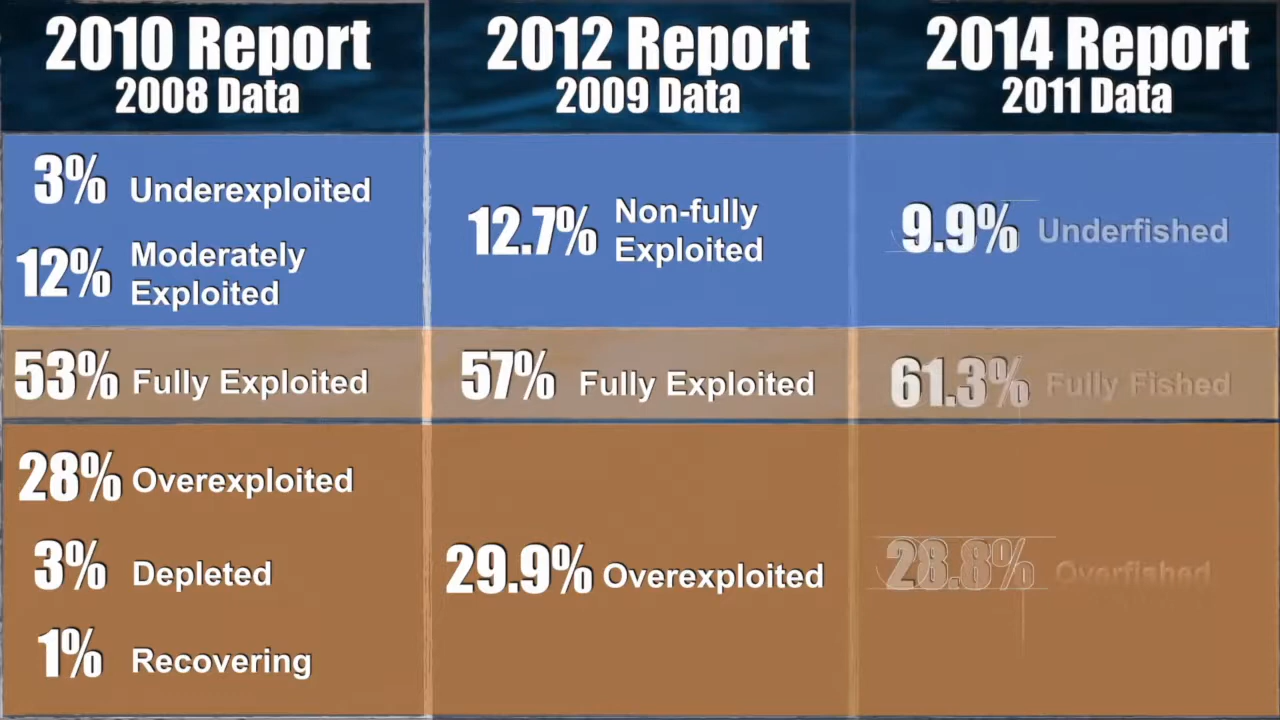 2010 Report
2008 Data
3% Underexploited
12% Moderately
Exploited
53% Fully Exploited
28% Overexploited
3% Depleted
1% Recovering
2012 Report
2009 Data
12.7% Non-fully
Exploited
57% Fully Exploited
29.9% Overexploited
2014 Report
2011 Data
9.9% Underfished
61.3% Fully Fished
28.8% Overfished